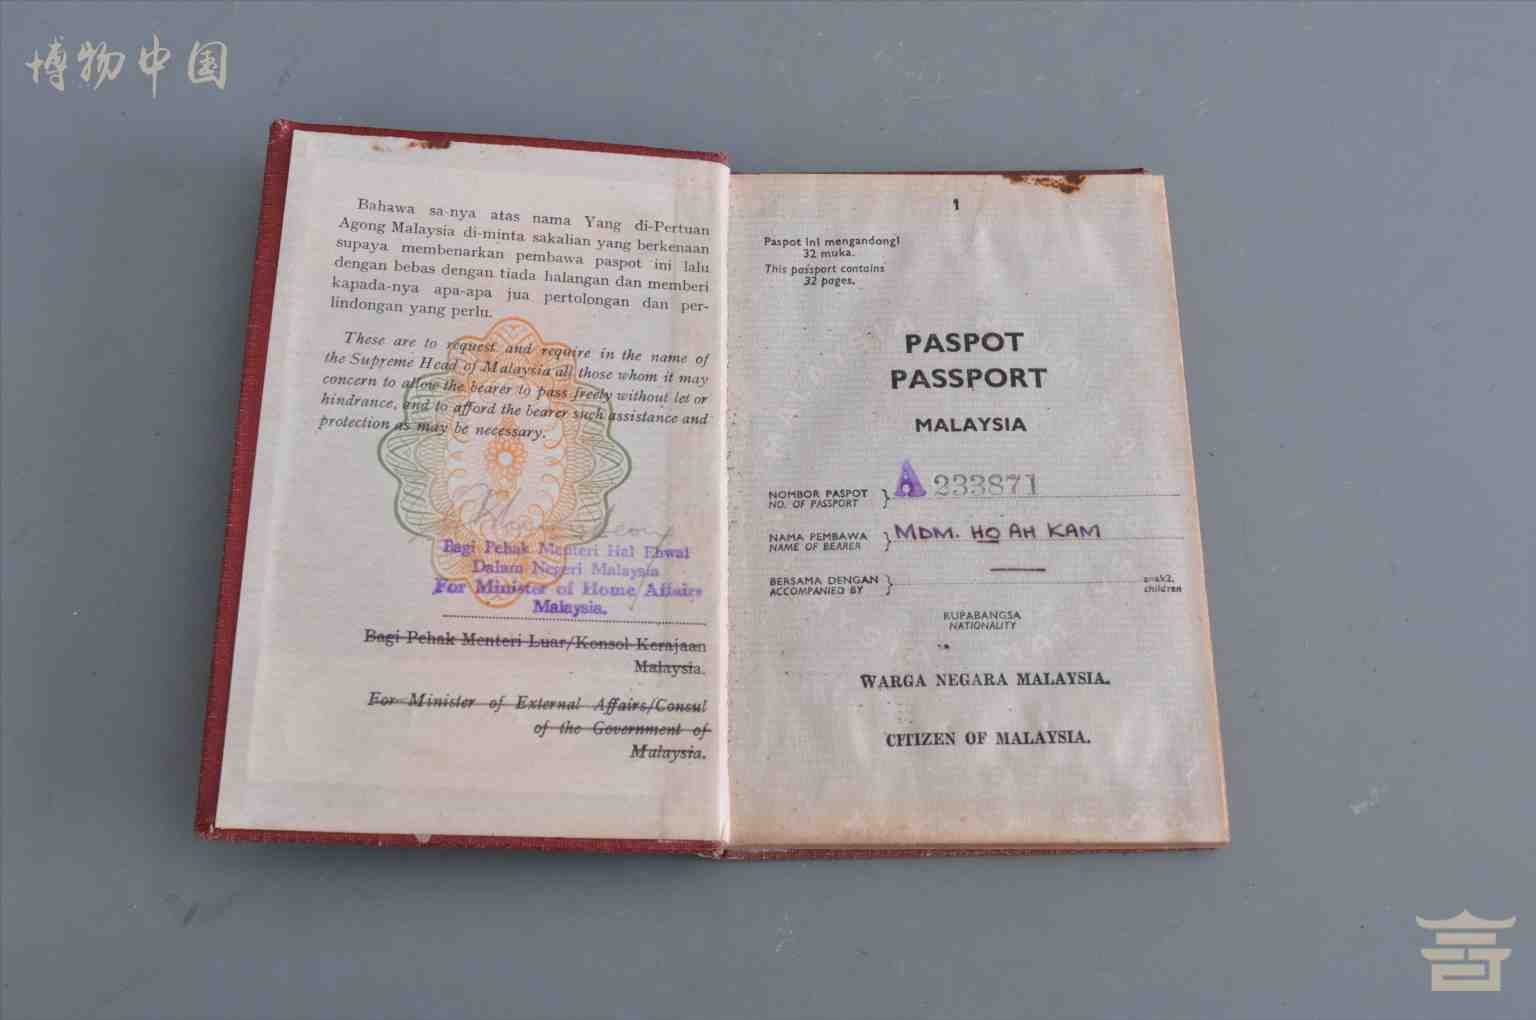 博物中国
Bahawa sa-nya atas nama Yang di-Pertuan
Agong Malaysia di-minta sakalian yang berkenaan
supaya membenarkan pembawa paspot ini lalu
dengan bebas dengan tiada halangan dan memberi
kapada-nya apa-apa jua pertolongan dan per-
lindongan yang perlu.
These are to request and require in the name of
the Supreme Head of Malaysia all those whom it may
concern to allow the bearer to pass freely without let or
hindrance, and to afford the bearer such assistance and
protection as may be necessary.
Bagi Pehak Menteri Hal Ehwal
Dalam Negeri Malaysia
For Minister of Home Affairs
Malaysia.
Bagi Pehak Menteri Luar/Konsol Kerajaan
Malaysia.
For Minister of External Affairs/Consul
of the Government of
Malaysia.
1
Paspot ini mengandongi
32 muka.
This passport contains
32 pages.
PASPOT
PASSPORT
MALAYSIA
NOMBOR PASPOT
NO. OF PASSPORT
A 233871
NAMA PEMBAWA
NAME OF BEARER
MDM. HO AH KAM
BERSAMA DENGAN
ACCOMPANIED BY
anak2.
children
KUPABANGSA
NATIONALITY
WARGA NEGARA MALAYSIA.
CITIZEN OF MALAYSIA.